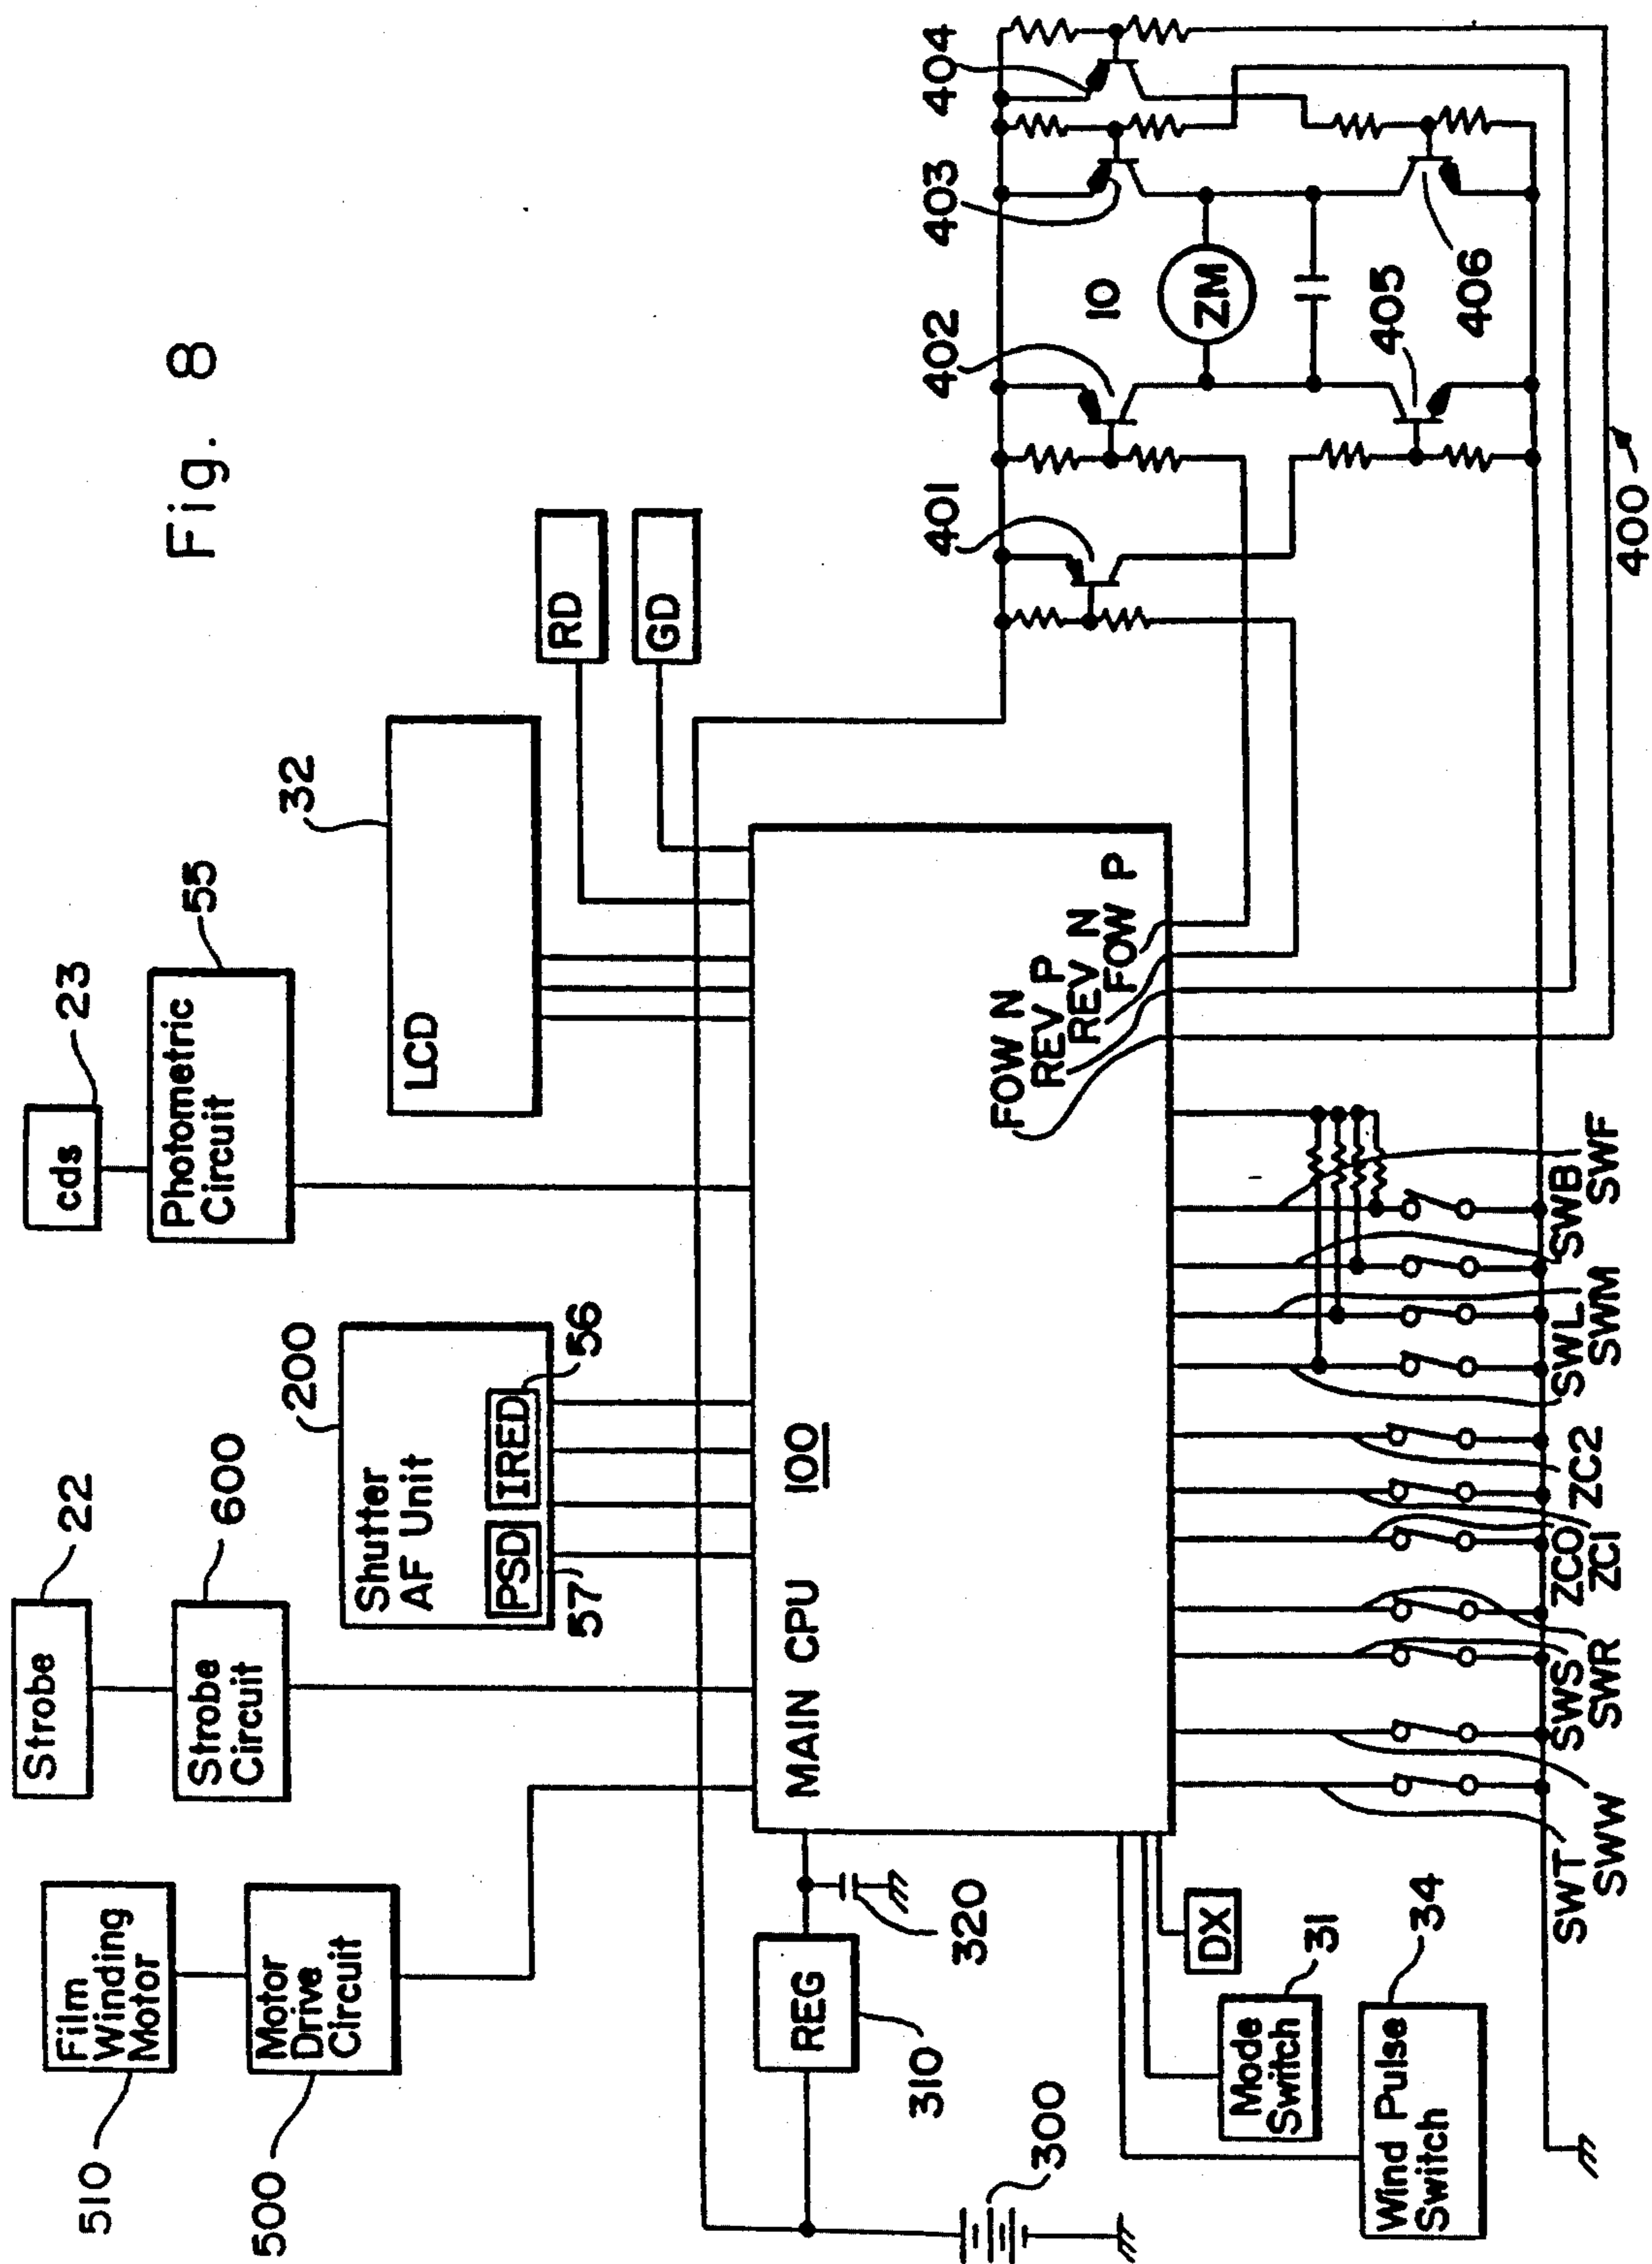 Fig. 8
510
Film
Winding
Motor
500
Motor
Drive
Circuit
Strobe
22
Strobe
Circuit
600
200
Shutter
AF Unit
PSD
IRED
57
56
cds
23
Photometric
Circuit
55
LCD
32
RD
GD
300
REG
310
320
MAIN CPU
100
FOW N
REV P
REV N
FOW P
DX
Mode
Switch
31
Wind Pulse
Switch
34
SWT
SWW
SWS
SWR
ZC0
ZC1
ZC2
SWL
SWM
SWB
SWF
401
402
403
404
10
ZM
405
406
400